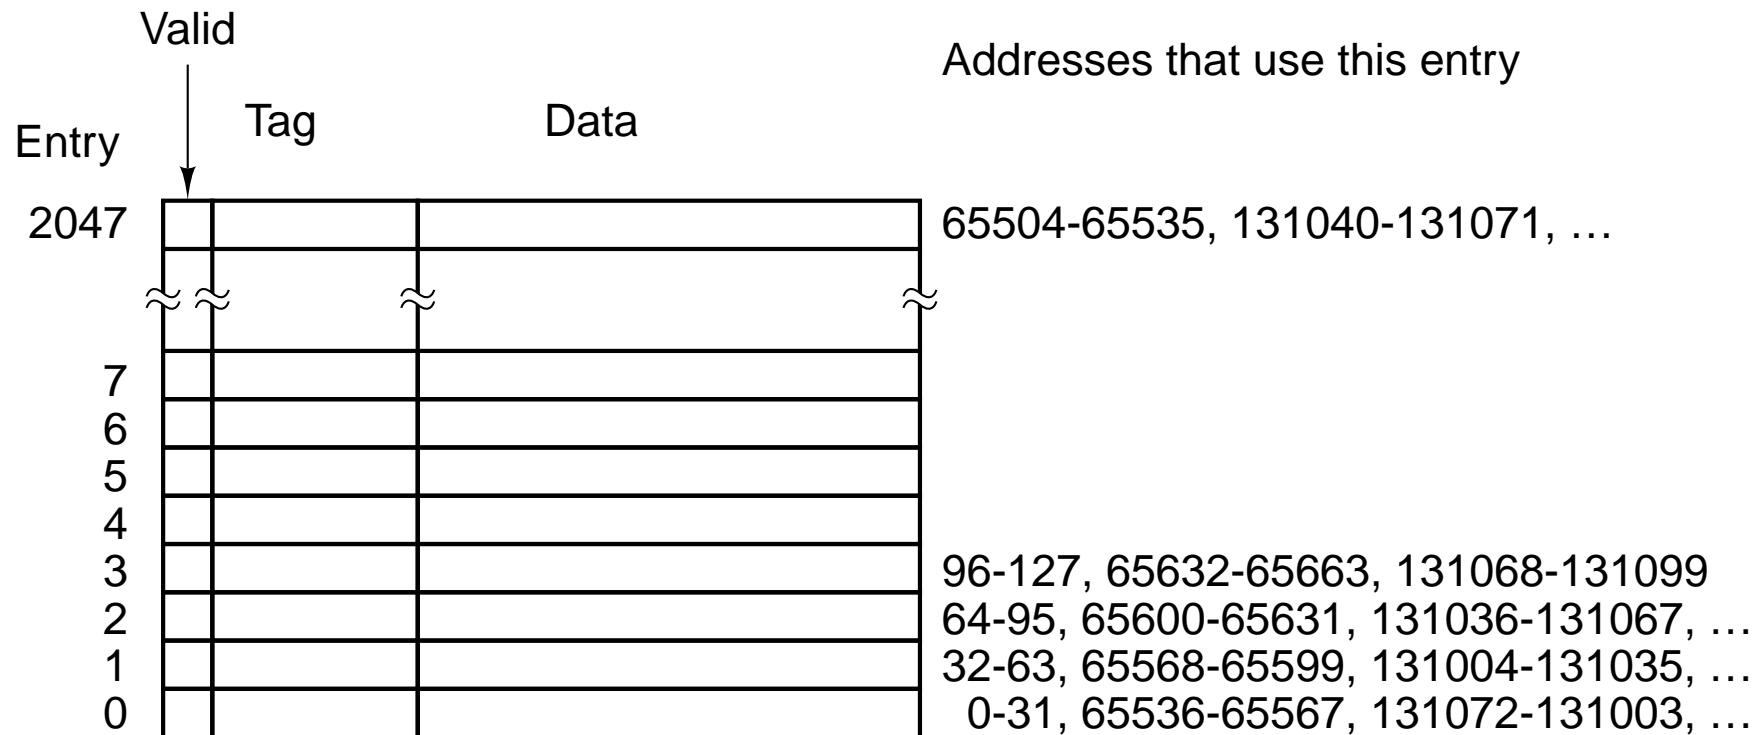 Valid
Addresses that use this entry
Tag Data
Entry
2047 65504-65535, 131040-131071, …
7
6
5
4
3 96-127, 65632-65663, 131068-131099
2 64-95, 65600-65631, 131036-131067, …
1 32-63, 65568-65599, 131004-131035, …
0 0-31, 65536-65567, 131072-131003, …